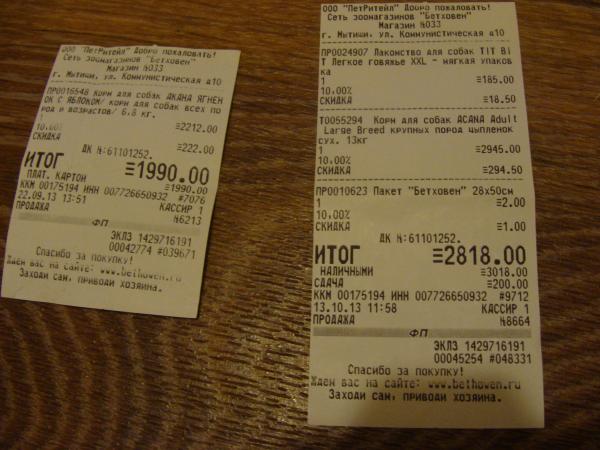 ООО "ПетРитейл" Добро пожаловать!
Сеть зоомагазинов "Бетховен"
Магазин №033
г. Мытищи, ул. Коммунистическая д10
ПР0016548 Корм для собак АКАНА ЯГНЕН
ОК С ЯБЛОКОМ/ корм для собак всех по
род и возрастов/ 6.8 кг.
1 ≡2212.00
10.00%
СКИДКА ≡222.00
ДК №:61101252.
ИТОГ ≡1990.00
ПЛАТ. КАРТОЙ ≡1990.00
ККМ 00175194 ИНН 007726650932 #7076
22.09.13 13:51 КАССИР 1
ПРОДАЖА №6213
ФП
ЭКЛЗ 1429716191
00042774 #039671
Спасибо за покупку!
Ждем вас на сайте: www.bethoven.ru
Заходи сам, приводи хозяина.
ООО "ПетРитейл" Добро пожаловать!
Сеть зоомагазинов "Бетховен"
Магазин №033
г. Мытищи, ул. Коммунистическая д10
ПР0024907 Лакомство для собак TIT BI
T Легкое говяжье XXL - мягкая упаков
ка
1 ≡185.00
10.00%
СКИДКА ≡18.50
Т0055294 Корм для собак ACANA Adult
Large Breed крупных пород цыпленок
сух. 13кг
1 ≡2945.00
10.00%
СКИДКА ≡294.50
ПР0010623 Пакет "Бетховен" 28х50см
1 ≡2.00
10.00%
СКИДКА ≡1.00
ДК №:61101252.
ИТОГ ≡2818.00
НАЛИЧНЫМИ ≡3018.00
СДАЧА ≡200.00
ККМ 00175194 ИНН 007726650932 #9712
13.10.13 11:58 КАССИР 1
ПРОДАЖА №8664
ФП
ЭКЛЗ 1429716191
00045254 #048331
Спасибо за покупку!
Ждем вас на сайте: www.bethoven.ru
Заходи сам, приводи хозяина.